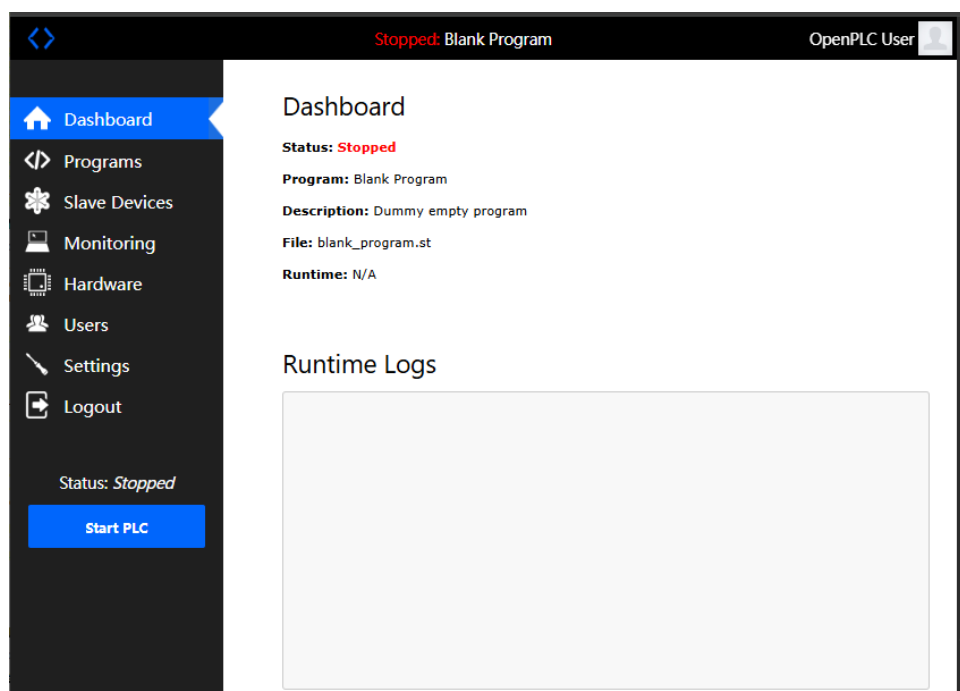 Stopped: Blank Program
OpenPLC User
Dashboard
Programs
Slave Devices
Monitoring
Hardware
Users
Settings
Logout
Status: Stopped
Start PLC
Dashboard
Status: Stopped
Program: Blank Program
Description: Dummy empty program
File: blank_program.st
Runtime: N/A
Runtime Logs